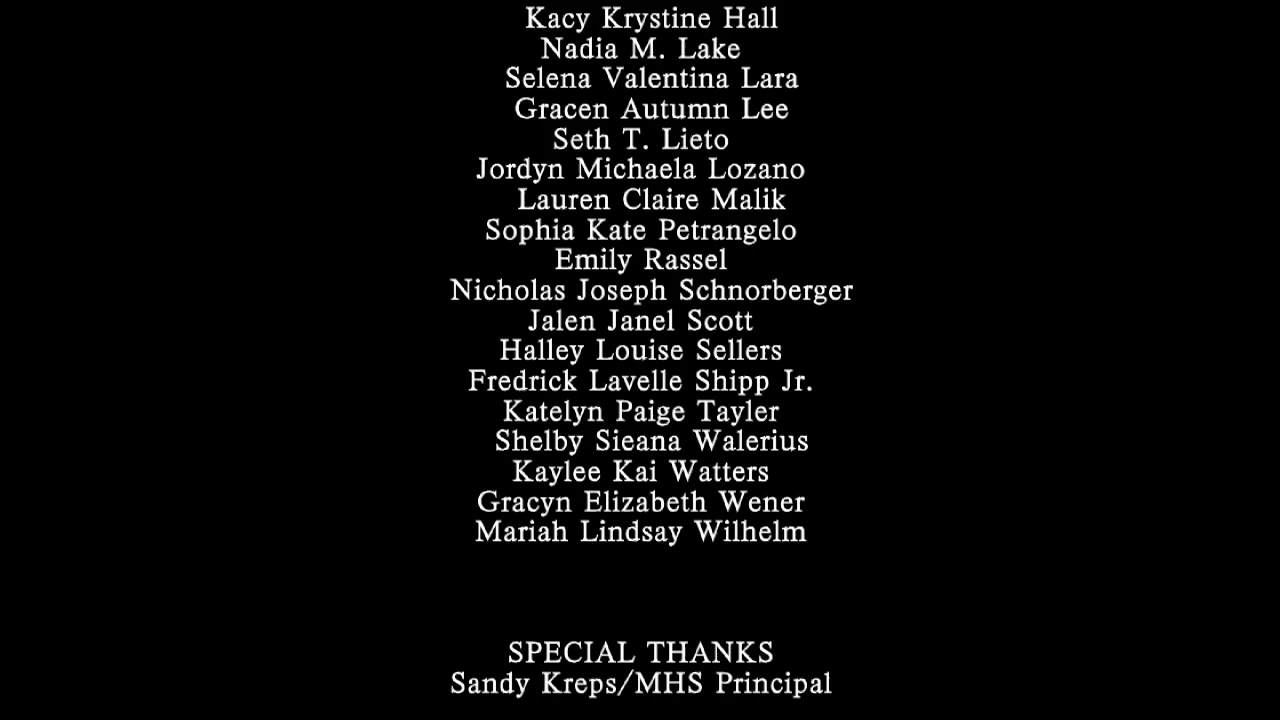 Kacy Krystine Hall
Nadia M. Lake
Selena Valentina Lara
Gracen Autumn Lee
Seth T. Lieto
Jordyn Michaela Lozano
Lauren Claire Malik
Sophia Kate Petrangelo
Emily Rassel
Nicholas Joseph Schnorberger
Jalen Janel Scott
Halley Louise Sellers
Fredrick Lavelle Shipp Jr.
Katelyn Paige Tayler
Shelby Sieana Walerius
Kaylee Kai Watters
Gracyn Elizabeth Wener
Mariah Lindsay Wilhelm
SPECIAL THANKS
Sandy Kreps/MHS Principal